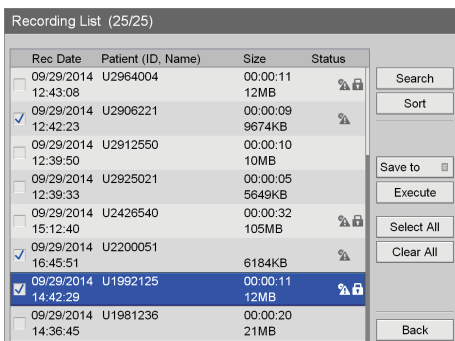 Recording List (25/25)
Rec Date Patient (ID, Name) Size Status
09/29/2014 U2964004 00:00:11
12:43:08 12MB
09/29/2014 U2906221 00:00:09
12:42:23 9674KB
09/29/2014 U2912550 00:00:10
12:39:50 10MB
09/29/2014 U2925021 00:00:05
12:39:33 5649KB
09/29/2014 U2426540 00:00:32
15:12:40 105MB
09/29/2014 U2200051
16:45:51 6184KB
09/29/2014 U1992125 00:00:11
14:42:29 12MB
09/29/2014 U1981236 00:00:20
14:36:45 21MB
Search
Sort
Save to
Execute
Select All
Clear All
Back